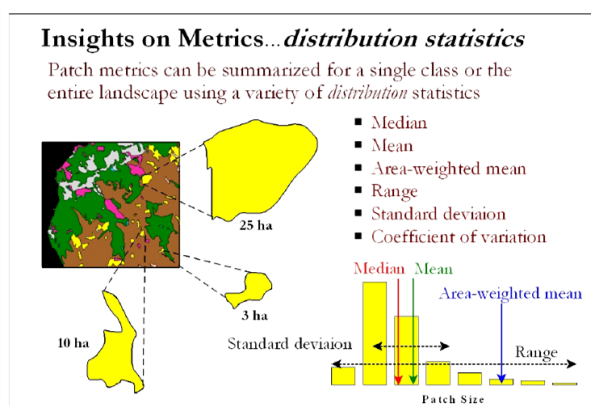 Insights on Metrics...distribution statistics
Patch metrics can be summarized for a single class or the
entire landscape using a variety of distribution statistics
■ Median
■ Mean
■ Area-weighted mean
■ Range
■ Standard deviaion
■ Coefficient of variation
25 ha
3 ha
10 ha
Median
Mean
Area-weighted mean
Standard deviaion
Range
Patch Size